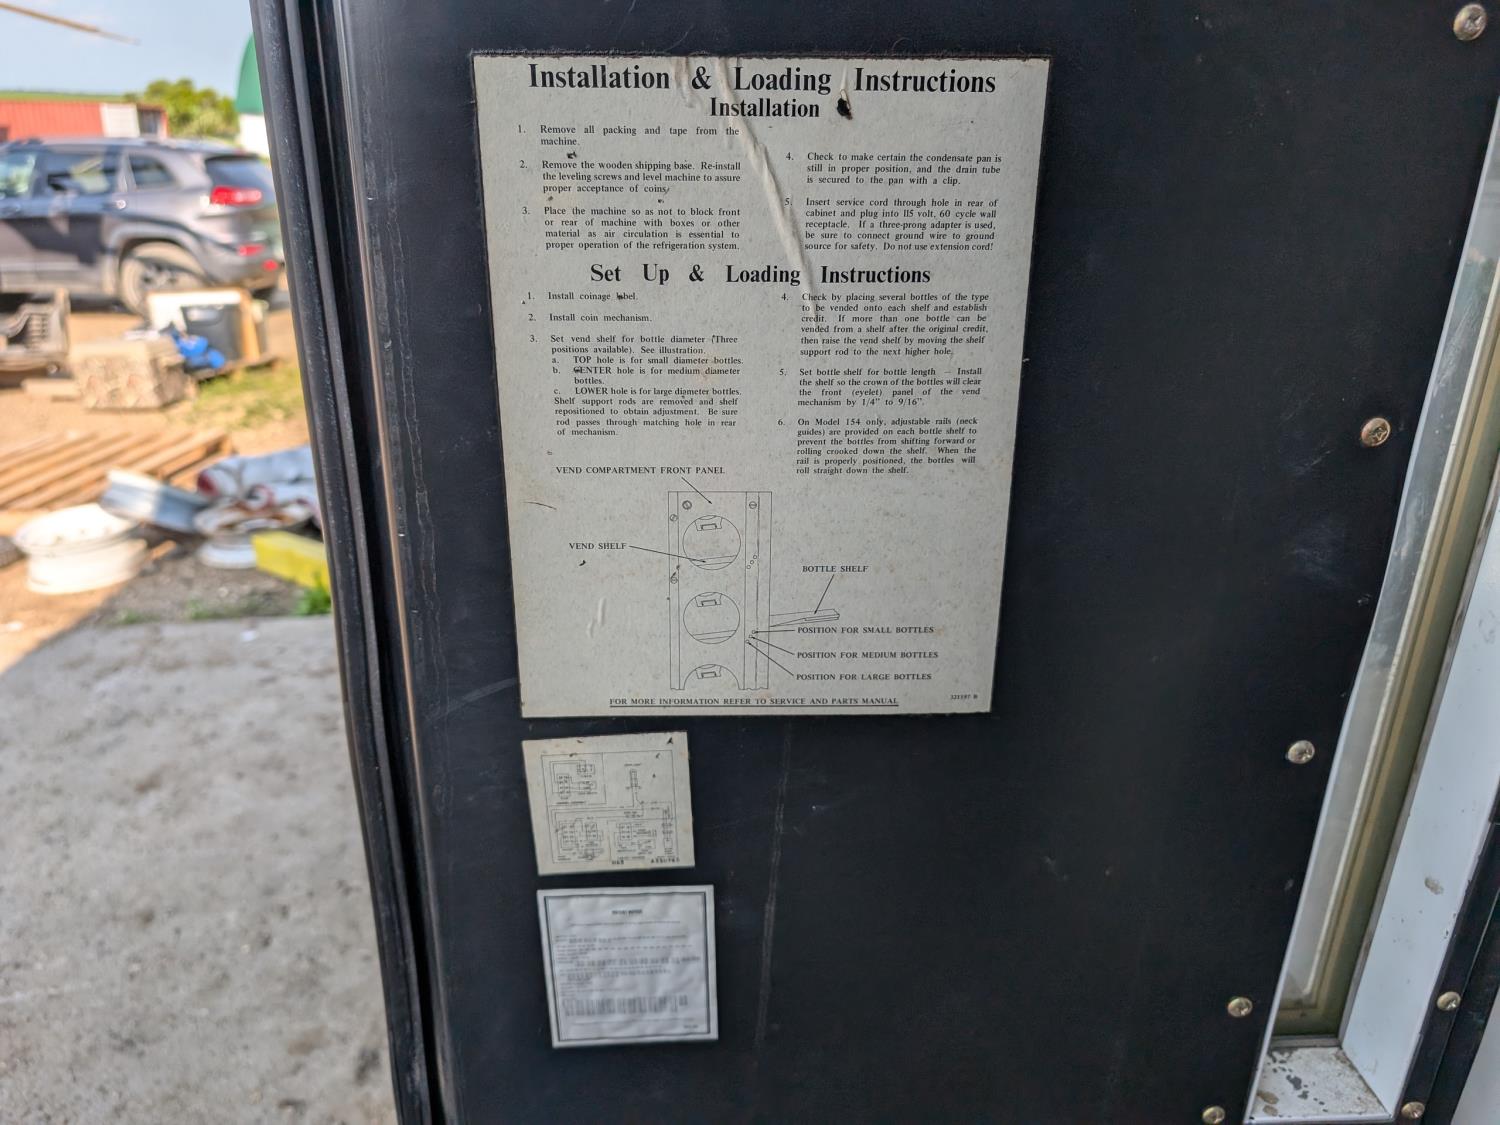 Installation & Loading Instructions
Installation
1. Remove all packing and tape from the
machine.
2. Remove the wooden shipping base. Re-install
the leveling screws and level machine to assure
proper acceptance of coins.
3. Place the machine so as not to block front
or rear of machine with boxes or other
material as air circulation is essential to
proper operation of the refrigeration system.
4. Check to make certain the condensate pan is
still in proper position, and the drain tube
is secured to the pan with a clip.
5. Insert service cord through hole in rear of
cabinet and plug into 115 volt, 60 cycle wall
receptacle. If a three-prong adapter is used,
be sure to connect ground wire to ground
source for safety. Do not use extension cord!
Set Up & Loading Instructions
1. Install coinage label.
2. Install coin mechanism.
3. Set vend shelf for bottle diameter (Three
positions available). See illustration.
a. TOP hole is for small diameter bottles.
b. CENTER hole is for medium diameter
bottles.
c. LOWER hole is for large diameter bottles.
Shelf support rods are removed and shelf
repositioned to obtain adjustment. Be sure
rod passes through matching hole in rear
of mechanism.
4. Check by placing several bottles of the type
to be vended onto each shelf and establish
credit. If more than one bottle can be
vended from a shelf after the original credit,
then raise the vend shelf by moving the shelf
support rod to the next higher hole.
5. Set bottle shelf for bottle length — Install
the shelf so the crown of the bottles will clear
the front (eyelet) panel of the vend
mechanism by 1/4" to 9/16".
6. On Model 154 only, adjustable rails (neck
guides) are provided on each bottle shelf to
prevent the bottles from shifting forward or
rolling crooked down the shelf. When the
rail is properly positioned, the bottles will
roll straight down the shelf.
VEND COMPARTMENT FRONT PANEL
VEND SHELF
BOTTLE SHELF
POSITION FOR SMALL BOTTLES
POSITION FOR MEDIUM BOTTLES
POSITION FOR LARGE BOTTLES
FOR MORE INFORMATION REFER TO SERVICE AND PARTS MANUAL